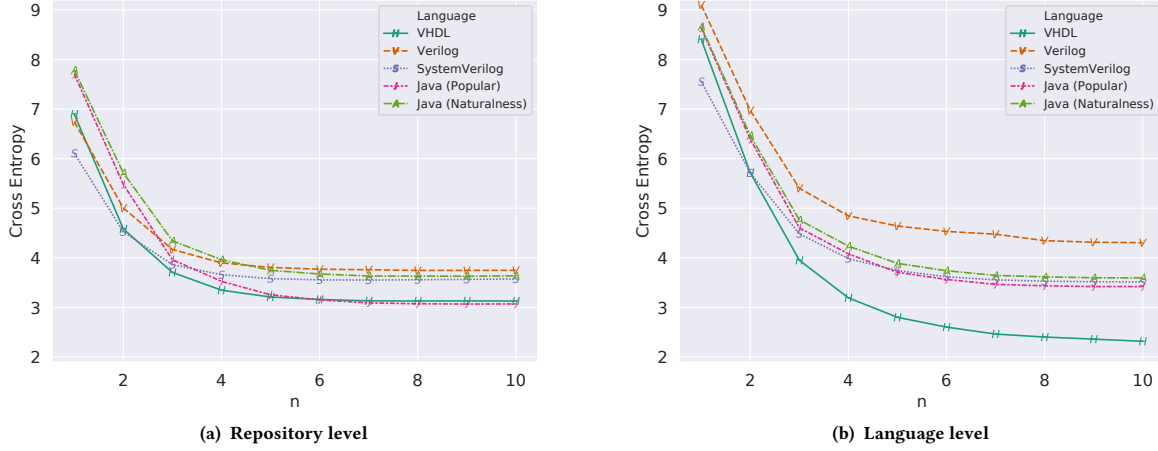 9
8
7
6
5
4
3
2
Cross Entropy
Language
VHDL
Verilog
SystemVerilog
Java (Popular)
Java (Naturalness)
2 4 6 8 10
n
(a) Repository level
9
8
7
6
5
4
3
2
Cross Entropy
Language
VHDL
Verilog
SystemVerilog
Java (Popular)
Java (Naturalness)
2 4 6 8 10
n
(b) Language level